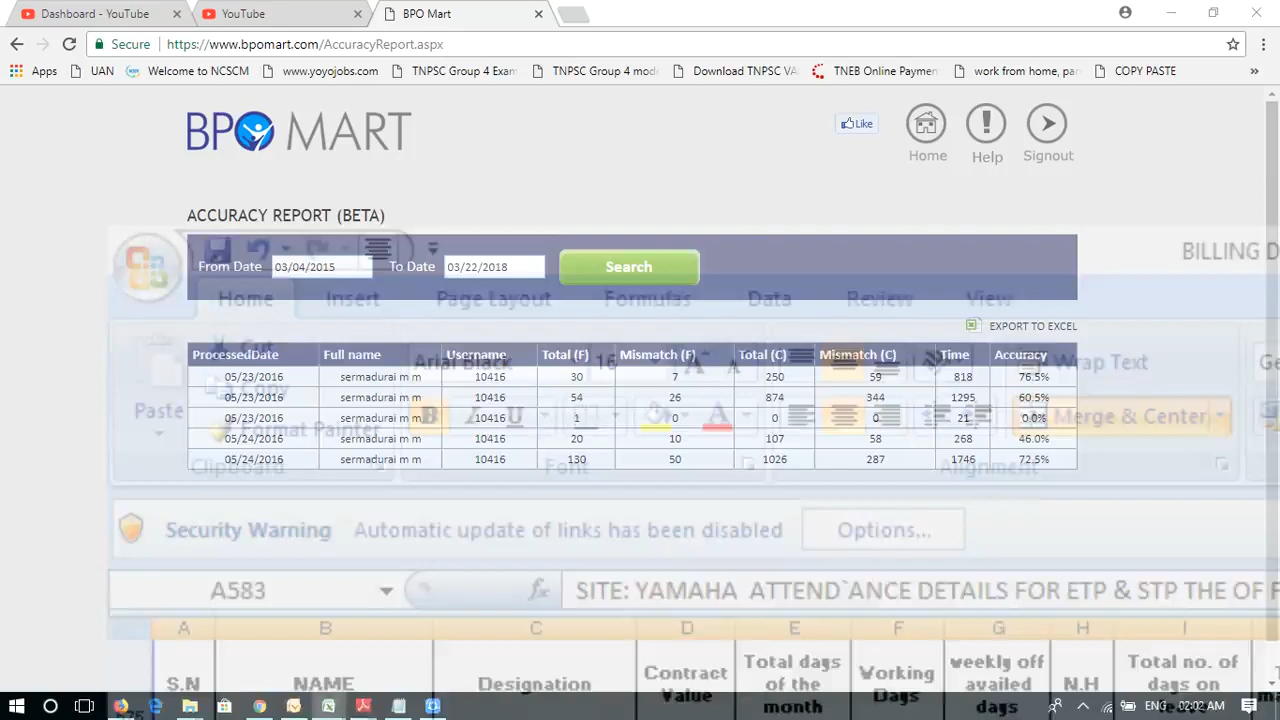 Dashboard - YouTube
YouTube
BPO Mart
Secure
https://www.bpomart.com/AccuracyReport.aspx
Apps
UAN
Welcome to NCSCM
www.yoyojobs.com
TNPSC Group 4 Exam
TNPSC Group 4 mode
Download TNPSC VA
TNEB Online Paymen
work from home, par
COPY PASTE
BPO MART
Like
Home
Help
Signout
ACCURACY REPORT (BETA)
BILLING D
From Date 03/04/2015 To Date 03/22/2018 Search
Home Insert Page Layout Formulas Data Review View
EXPORT TO EXCEL
ProcessedDate Full name Username Total (F) Mismatch (F) Total (C) Mismatch (C) Time Accuracy
05/23/2016 sermadurai m m 10416 30 7 250 59 818 76.5%
05/23/2016 sermadurai m m 10416 54 26 874 344 1295 60.5%
05/23/2016 sermadurai m m 10416 1 0 0 0 21 0.0%
05/24/2016 sermadurai m m 10416 20 10 107 58 268 46.0%
05/24/2016 sermadurai m m 10416 130 50 1026 287 1746 72.5%
Cut
Copy
Paste
Format Painter
Clipboard
Arial Black
16
B I U
Font
Wrap Text
Merge & Center
Alignment
Security Warning Automatic update of links has been disabled Options...
A583 fx SITE: YAMAHA ATTEND`ANCE DETAILS FOR ETP & STP THE OF F
A B C D E F G H I
S.N
NAME
Designation
Contract
Value
Total days
of the
month
Working
Days
weekly off
availed
days
N.H
Total no. of
days on
ENG 02:02 AM